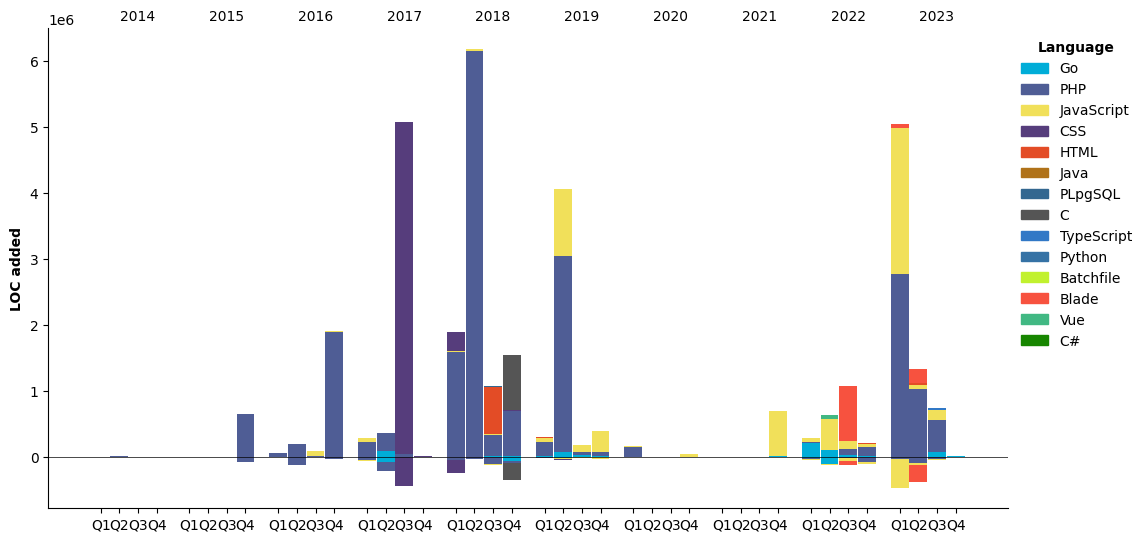 2014 2015 2016 2017 2018 2019 2020 2021 2022 2023
1e6
Language
Go
PHP
JavaScript
CSS
HTML
Java
PLpgSQL
C
TypeScript
Python
Batchfile
Blade
Vue
C#
LOC added
6
5
4
3
2
1
0
Q1Q2Q3Q4 Q1Q2Q3Q4 Q1Q2Q3Q4 Q1Q2Q3Q4 Q1Q2Q3Q4 Q1Q2Q3Q4 Q1Q2Q3Q4 Q1Q2Q3Q4 Q1Q2Q3Q4 Q1Q2Q3Q4